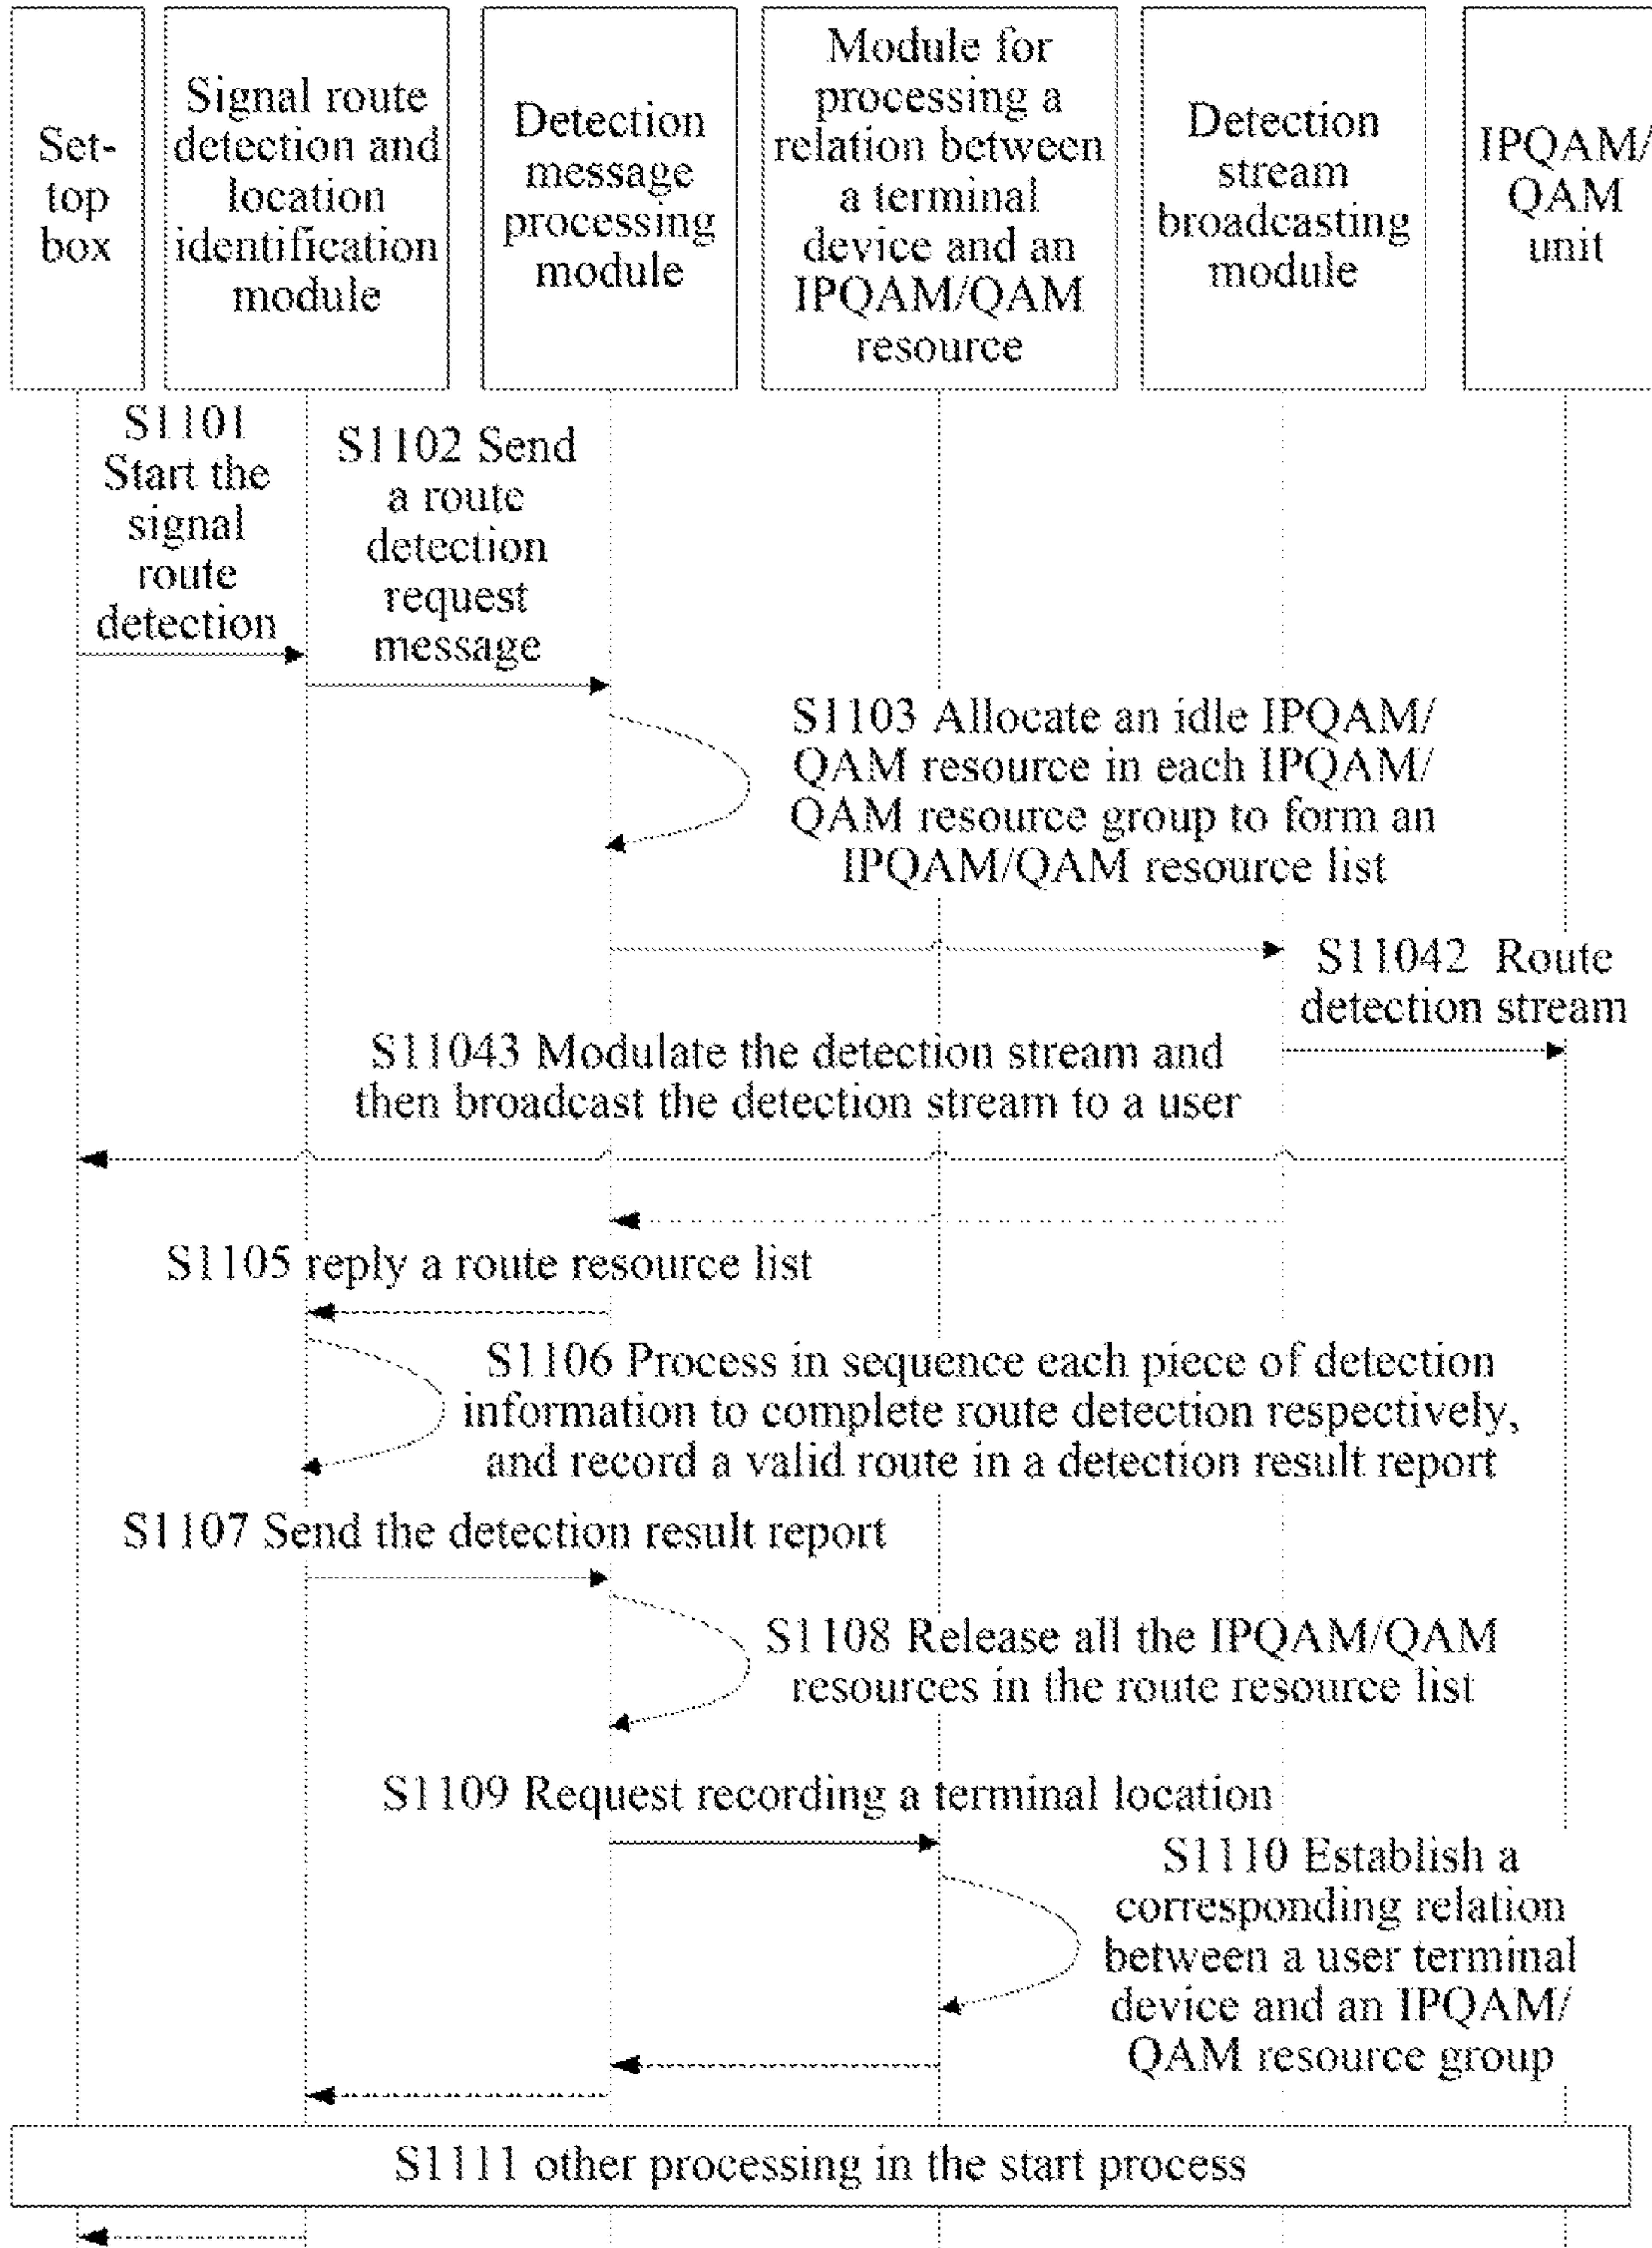 Set-
top
box
Signal route
detection and
location
identification
module
Detection
message
processing
module
Module for
processing a
relation between
a terminal
device and an
IPQAM/QAM
resource
Detection
stream
broadcasting
module
IPQAM/
QAM
unit
S1101
Start the
signal
route
detection
S1102 Send
a route
detection
request
message
S1103 Allocate an idle IPQAM/
QAM resource in each IPQAM/
QAM resource group to form an
IPQAM/QAM resource list
S11042 Route
detection stream
S11043 Modulate the detection stream and
then broadcast the detection stream to a user
S1105 reply a route resource list
S1106 Process in sequence each piece of detection
information to complete route detection respectively,
and record a valid route in a detection result report
S1107 Send the detection result report
S1108 Release all the IPQAM/QAM
resources in the route resource list
S1109 Request recording a terminal location
S1110 Establish a
corresponding relation
between a user terminal
device and an IPQAM/
QAM resource group
S1111 other processing in the start process